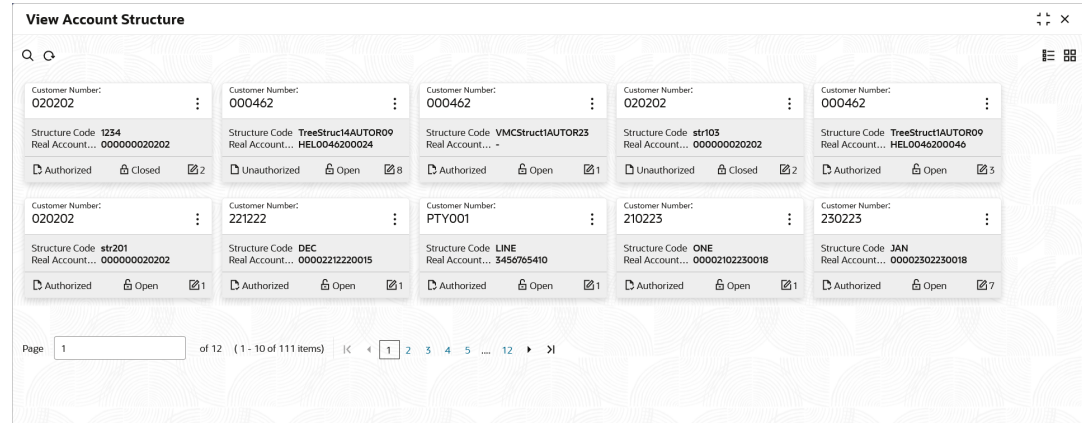 View Account Structure
Customer Number: Customer Number: Customer Number: Customer Number: Customer Number:
020202 000462 000462 020202 000462
Structure Code 1234 Structure Code TreeStruc14AUTOR09 Structure Code VMCStruct1AUTOR23 Structure Code str103 Structure Code TreeStruct1AUTOR09
Real Account... 000000020202 Real Account... HEL0046200024 Real Account... - Real Account... 000000020202 Real Account... HEL0046200046
Authorized Closed 2 Unauthorized Open 8 Authorized Open 1 Unauthorized Closed 2 Authorized Open 3
Customer Number: Customer Number: Customer Number: Customer Number: Customer Number:
020202 221222 PTY001 210223 230223
Structure Code str201 Structure Code DEC Structure Code LINE Structure Code ONE Structure Code JAN
Real Account... 000000020202 Real Account... 00002212220015 Real Account... 3456765410 Real Account... 00002102230018 Real Account... 00002302230018
Authorized Open 1 Authorized Open 1 Authorized Open 1 Authorized Open 1 Authorized Open 7
Page 1 of 12 (1 - 10 of 111 items) 1 2 3 4 5 .... 12